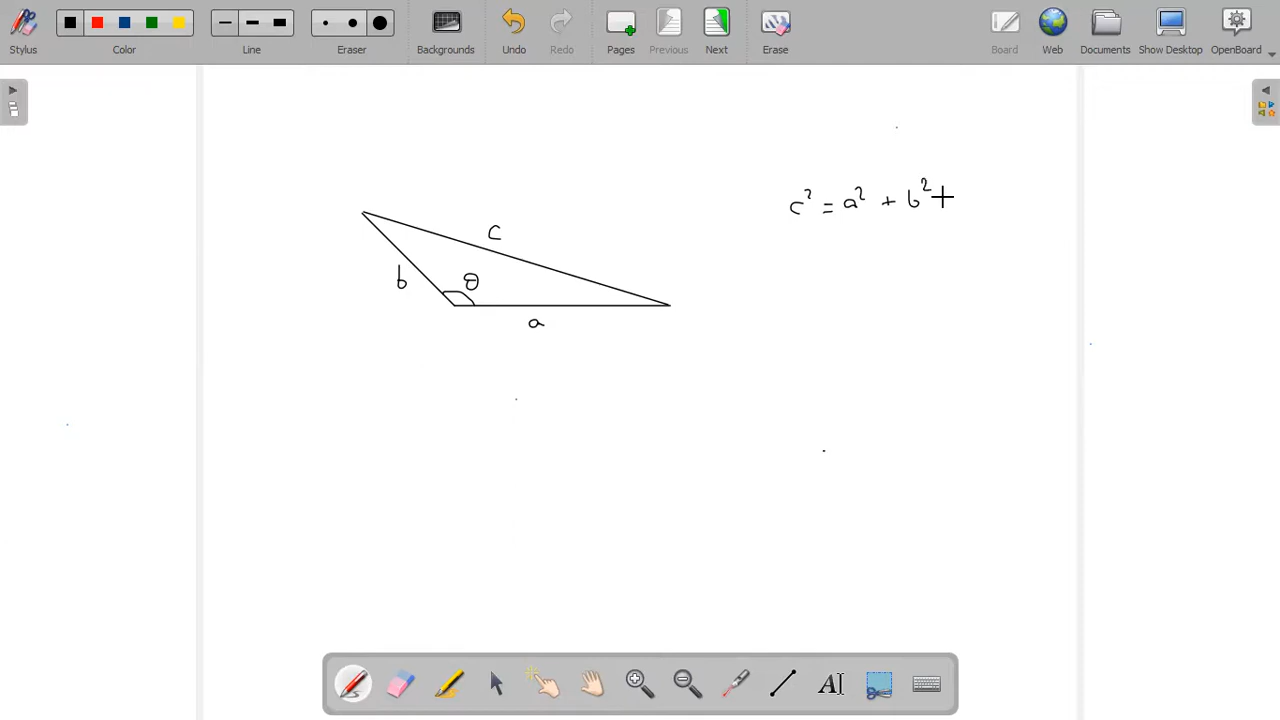 Stylus Color Line Eraser Backgrounds Undo Redo Pages Previous Next Erase Board Web Documents Show Desktop OpenBoard
c² = a² + b²
c
b θ
a
AI